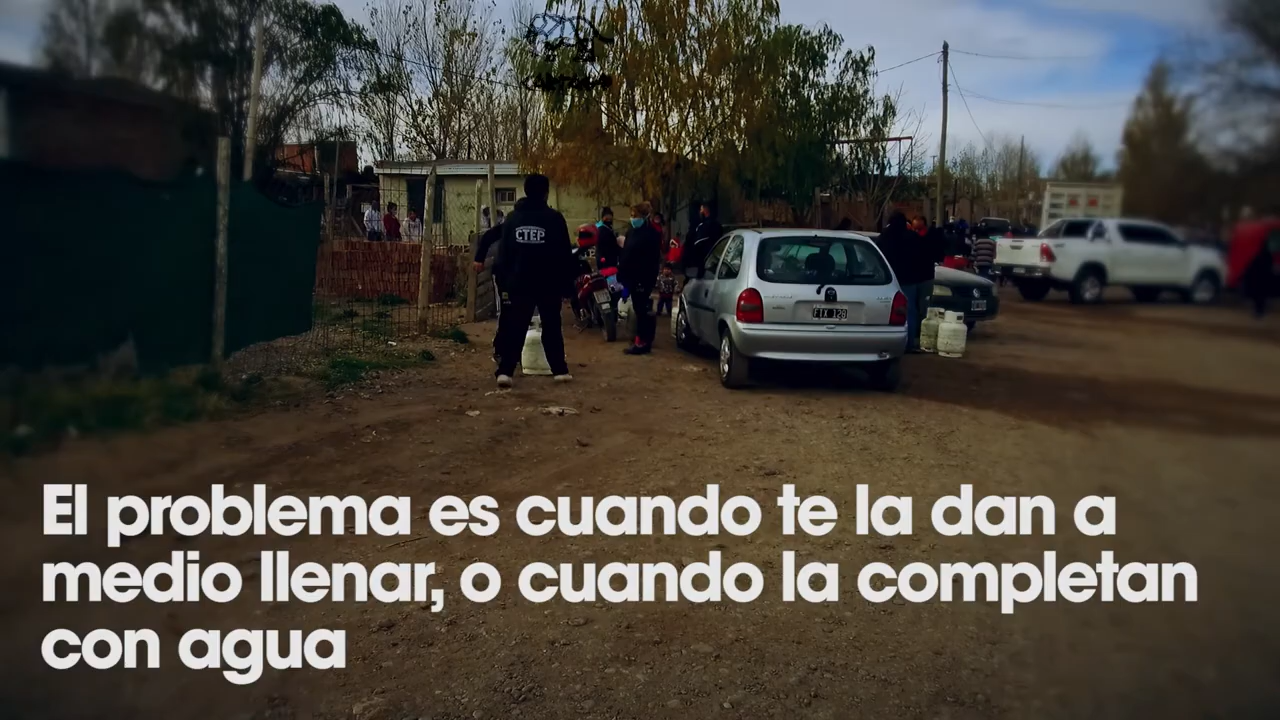 CTEP
El problema es cuando te la dan a
medio llenar, o cuando la completan
con agua